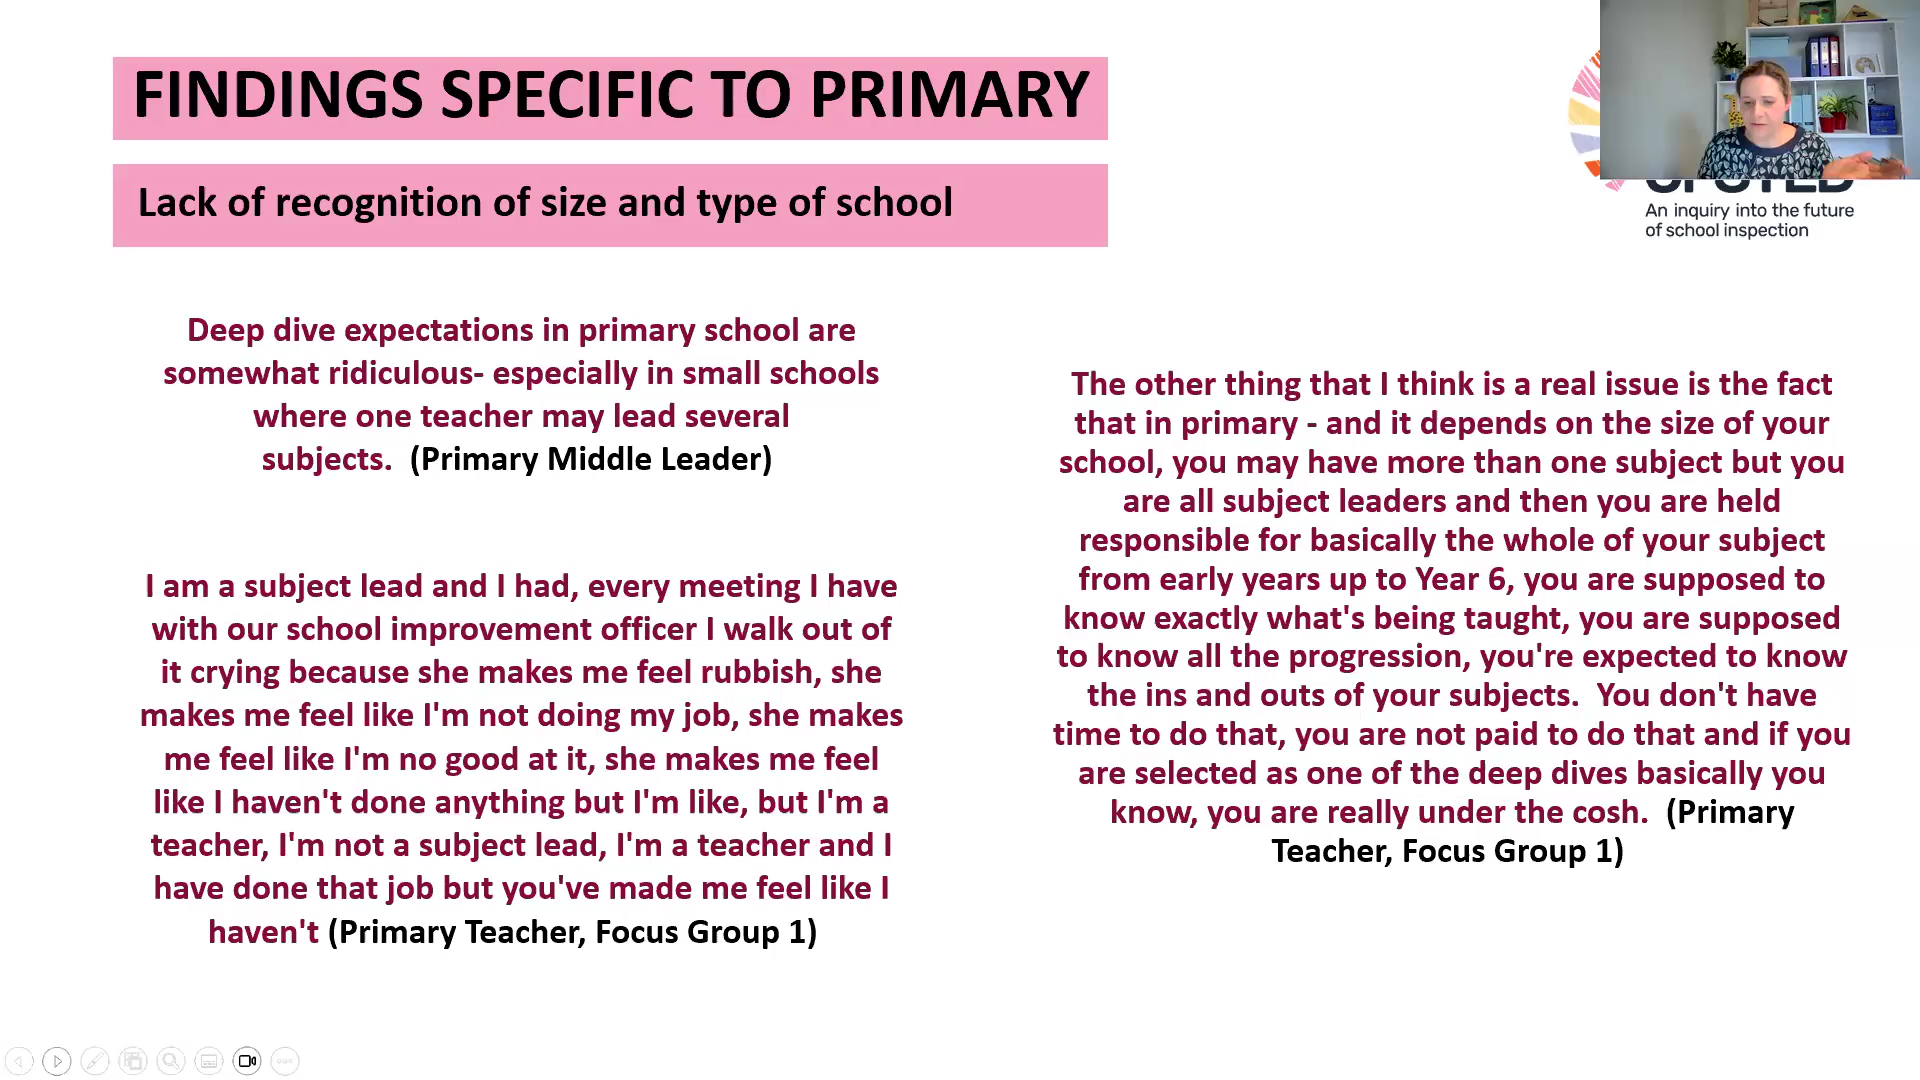 FINDINGS SPECIFIC TO PRIMARY
Lack of recognition of size and type of school
An inquiry into the future
of school inspection
Deep dive expectations in primary school are
somewhat ridiculous- especially in small schools
where one teacher may lead several
subjects.  (Primary Middle Leader)
I am a subject lead and I had, every meeting I have
with our school improvement officer I walk out of
it crying because she makes me feel rubbish, she
makes me feel like I'm not doing my job, she makes
me feel like I'm no good at it, she makes me feel
like I haven't done anything but I'm like, but I'm a
teacher, I'm not a subject lead, I'm a teacher and I
have done that job but you've made me feel like I
haven't (Primary Teacher, Focus Group 1)
The other thing that I think is a real issue is the fact
that in primary - and it depends on the size of your
school, you may have more than one subject but you
are all subject leaders and then you are held
responsible for basically the whole of your subject
from early years up to Year 6, you are supposed to
know exactly what's being taught, you are supposed
to know all the progression, you're expected to know
the ins and outs of your subjects.  You don't have
time to do that, you are not paid to do that and if you
are selected as one of the deep dives basically you
know, you are really under the cosh.  (Primary
Teacher, Focus Group 1)